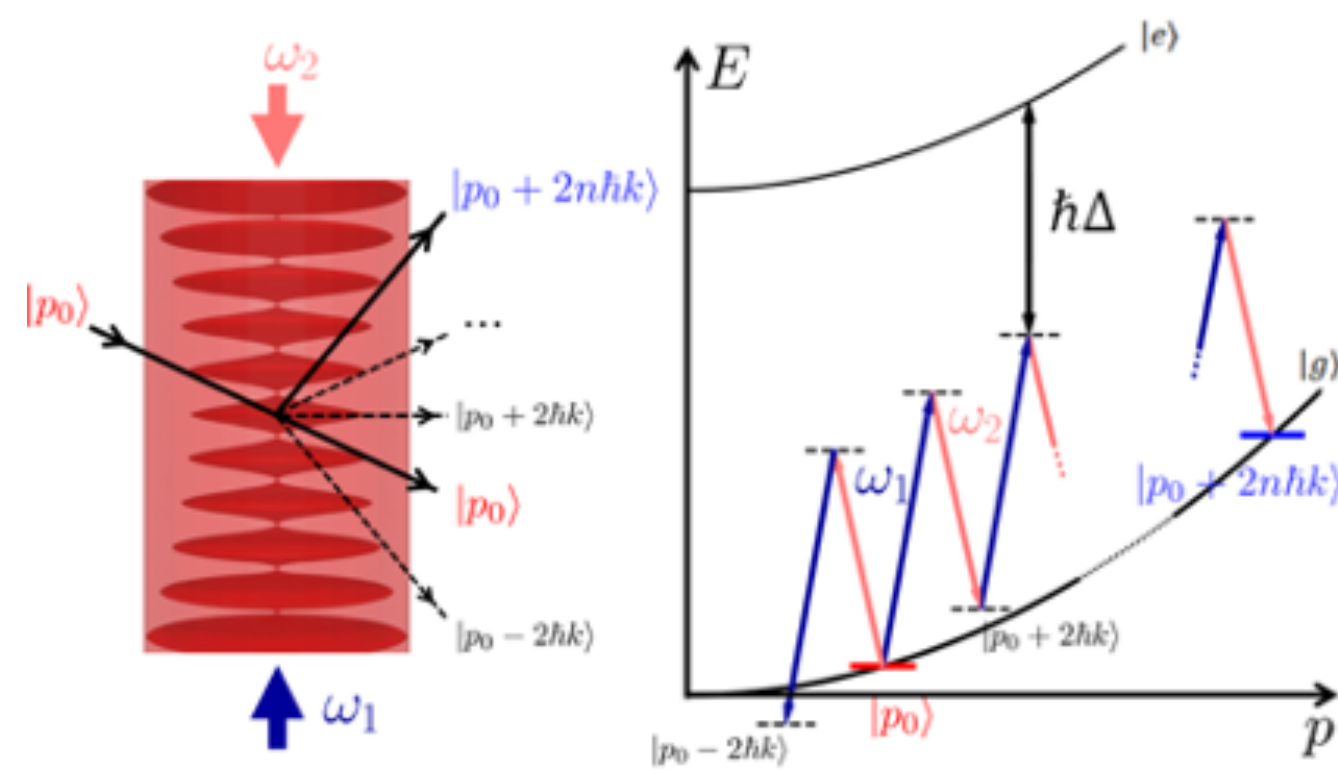 ω₂
|p₀ + 2nħk⟩
|p₀⟩
...
|p₀ + 2ħk⟩
|p₀⟩
|p₀ − 2ħk⟩
ω₁
E
|e⟩
ħΔ
|g⟩
ω₂
ω₁
|p₀ + 2nħk⟩
|p₀ + 2ħk⟩
|p₀⟩
|p₀ − 2ħk⟩
p